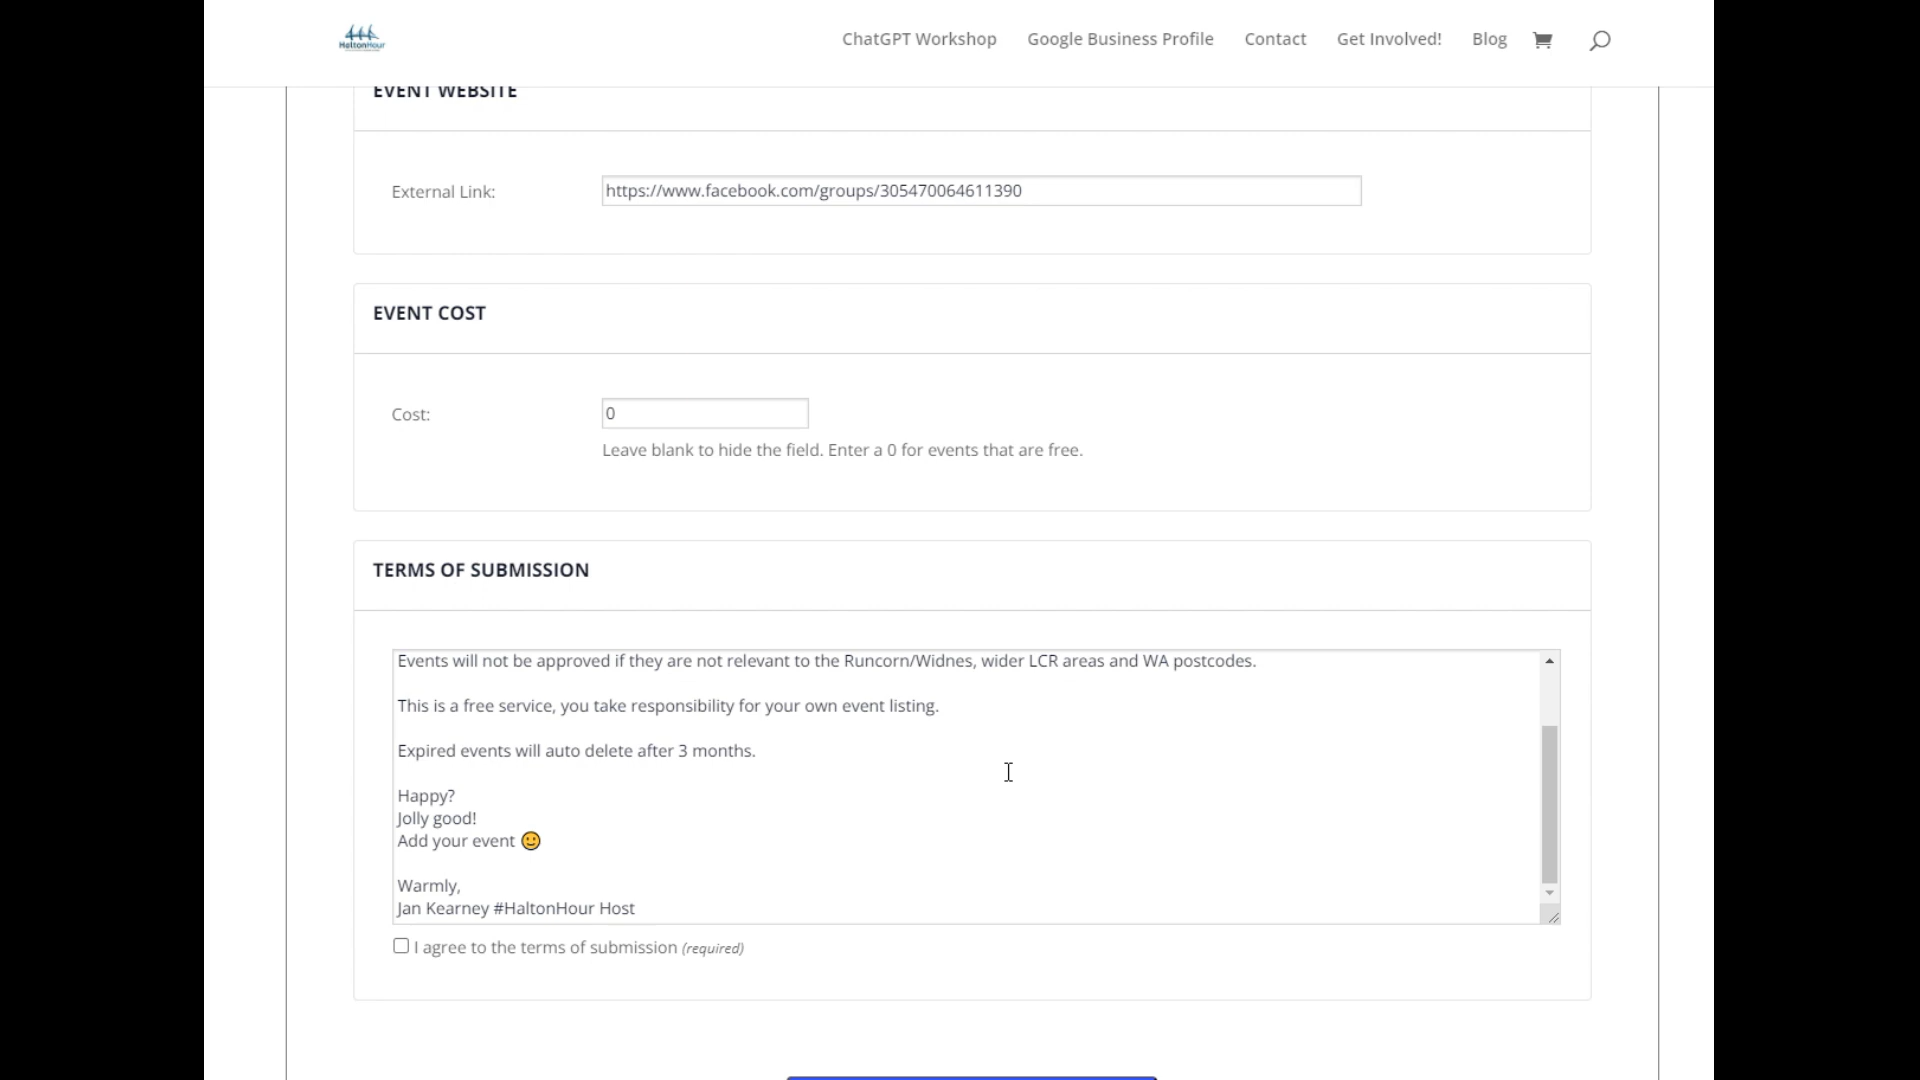 HaltonHour
ChatGPT Workshop
Google Business Profile
Contact
Get Involved!
Blog
EVENT WEBSITE
External Link:
https://www.facebook.com/groups/305470064611390
EVENT COST
Cost:
0
Leave blank to hide the field. Enter a 0 for events that are free.
TERMS OF SUBMISSION
Events will not be approved if they are not relevant to the Runcorn/Widnes, wider LCR areas and WA postcodes.
This is a free service, you take responsibility for your own event listing.
Expired events will auto delete after 3 months.
Happy?
Jolly good!
Add your event 🙂
Warmly,
Jan Kearney #HaltonHour Host
I agree to the terms of submission (required)